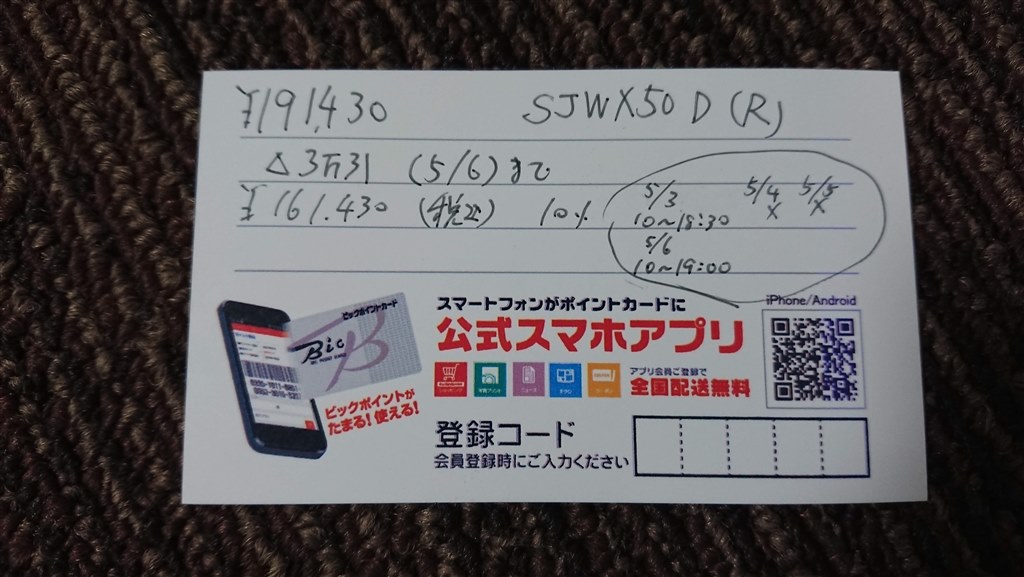 ¥191,430 SJWX50D (R)
△3万引 (5/6)まで
¥161.430 (税込) 10%
5/3 5/4 5/5
10〜18:30 × ×
5/6
10〜19:00
ビックポイントカード
Bic
スマートフォンがポイントカードに
公式スマホアプリ
iPhone/Android
アプリ会員ご登録で
全国配送無料
ビックポイントが
たまる!使える!
登録コード
会員登録時にご入力ください